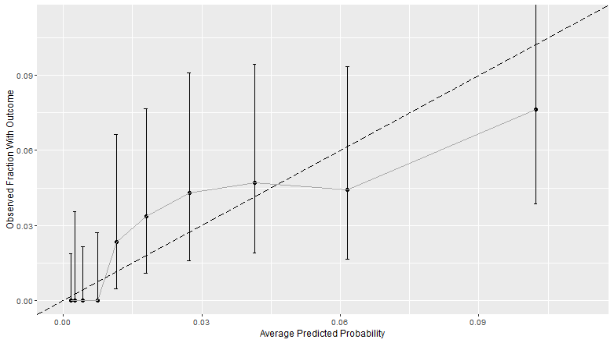 Observed Fraction With Outcome
0.09
0.06
0.03
0.00
0.00 0.03 0.06 0.09
Average Predicted Probability